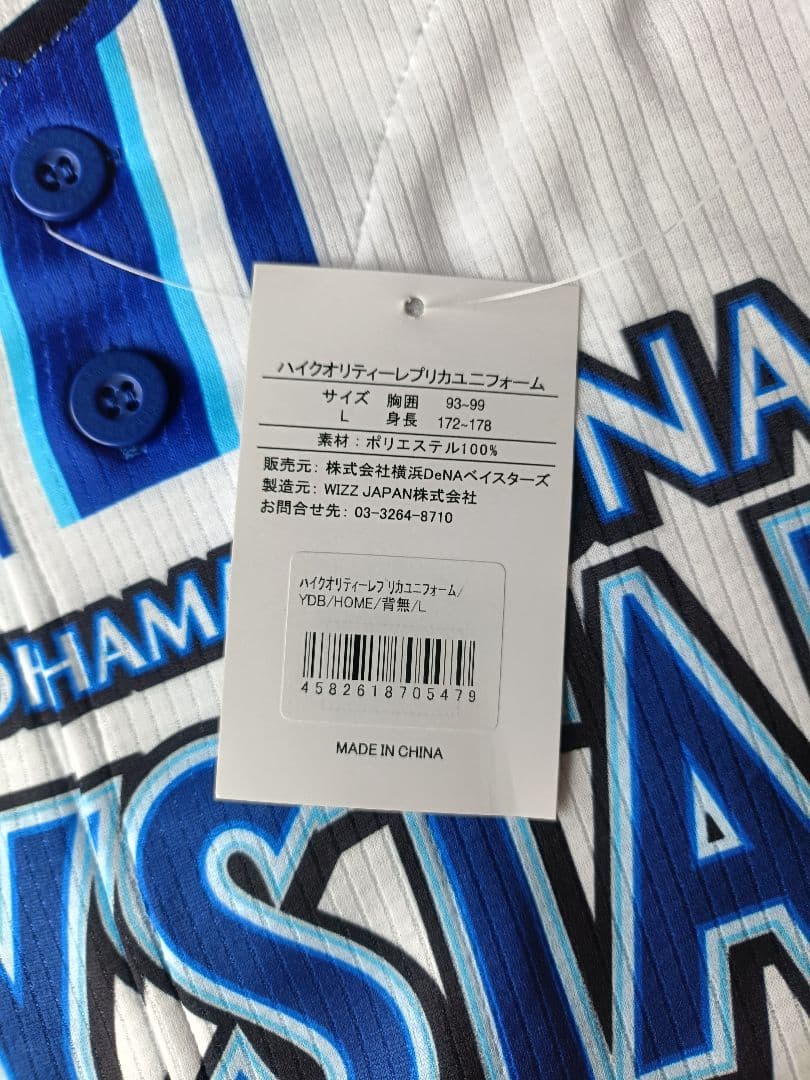 ハイクオリティーレプリカユニフォーム
サイズ 胸囲 93~99
L 身長 172~178
素材:ポリエステル100%
販売元: 株式会社横浜DeNAベイスターズ
製造元: WIZZ JAPAN株式会社
お問合せ先: 03-3264-8710
ハイクオリティーレプリカユニフォーム/
YDB/HOME/背無/L
4582618705479
MADE IN CHINA
NA
OHAMA
YSTA